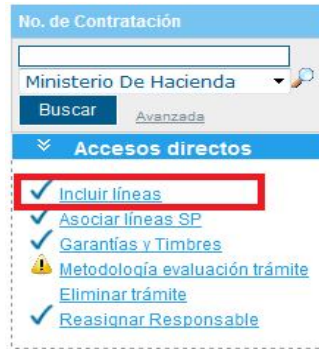 No. de Contratación
Ministerio De Hacienda
Buscar
Avanzada
Accesos directos
Incluir líneas
Asociar líneas SP
Garantías y Timbres
Metodología evaluación trámite
Eliminar trámite
Reasignar Responsable